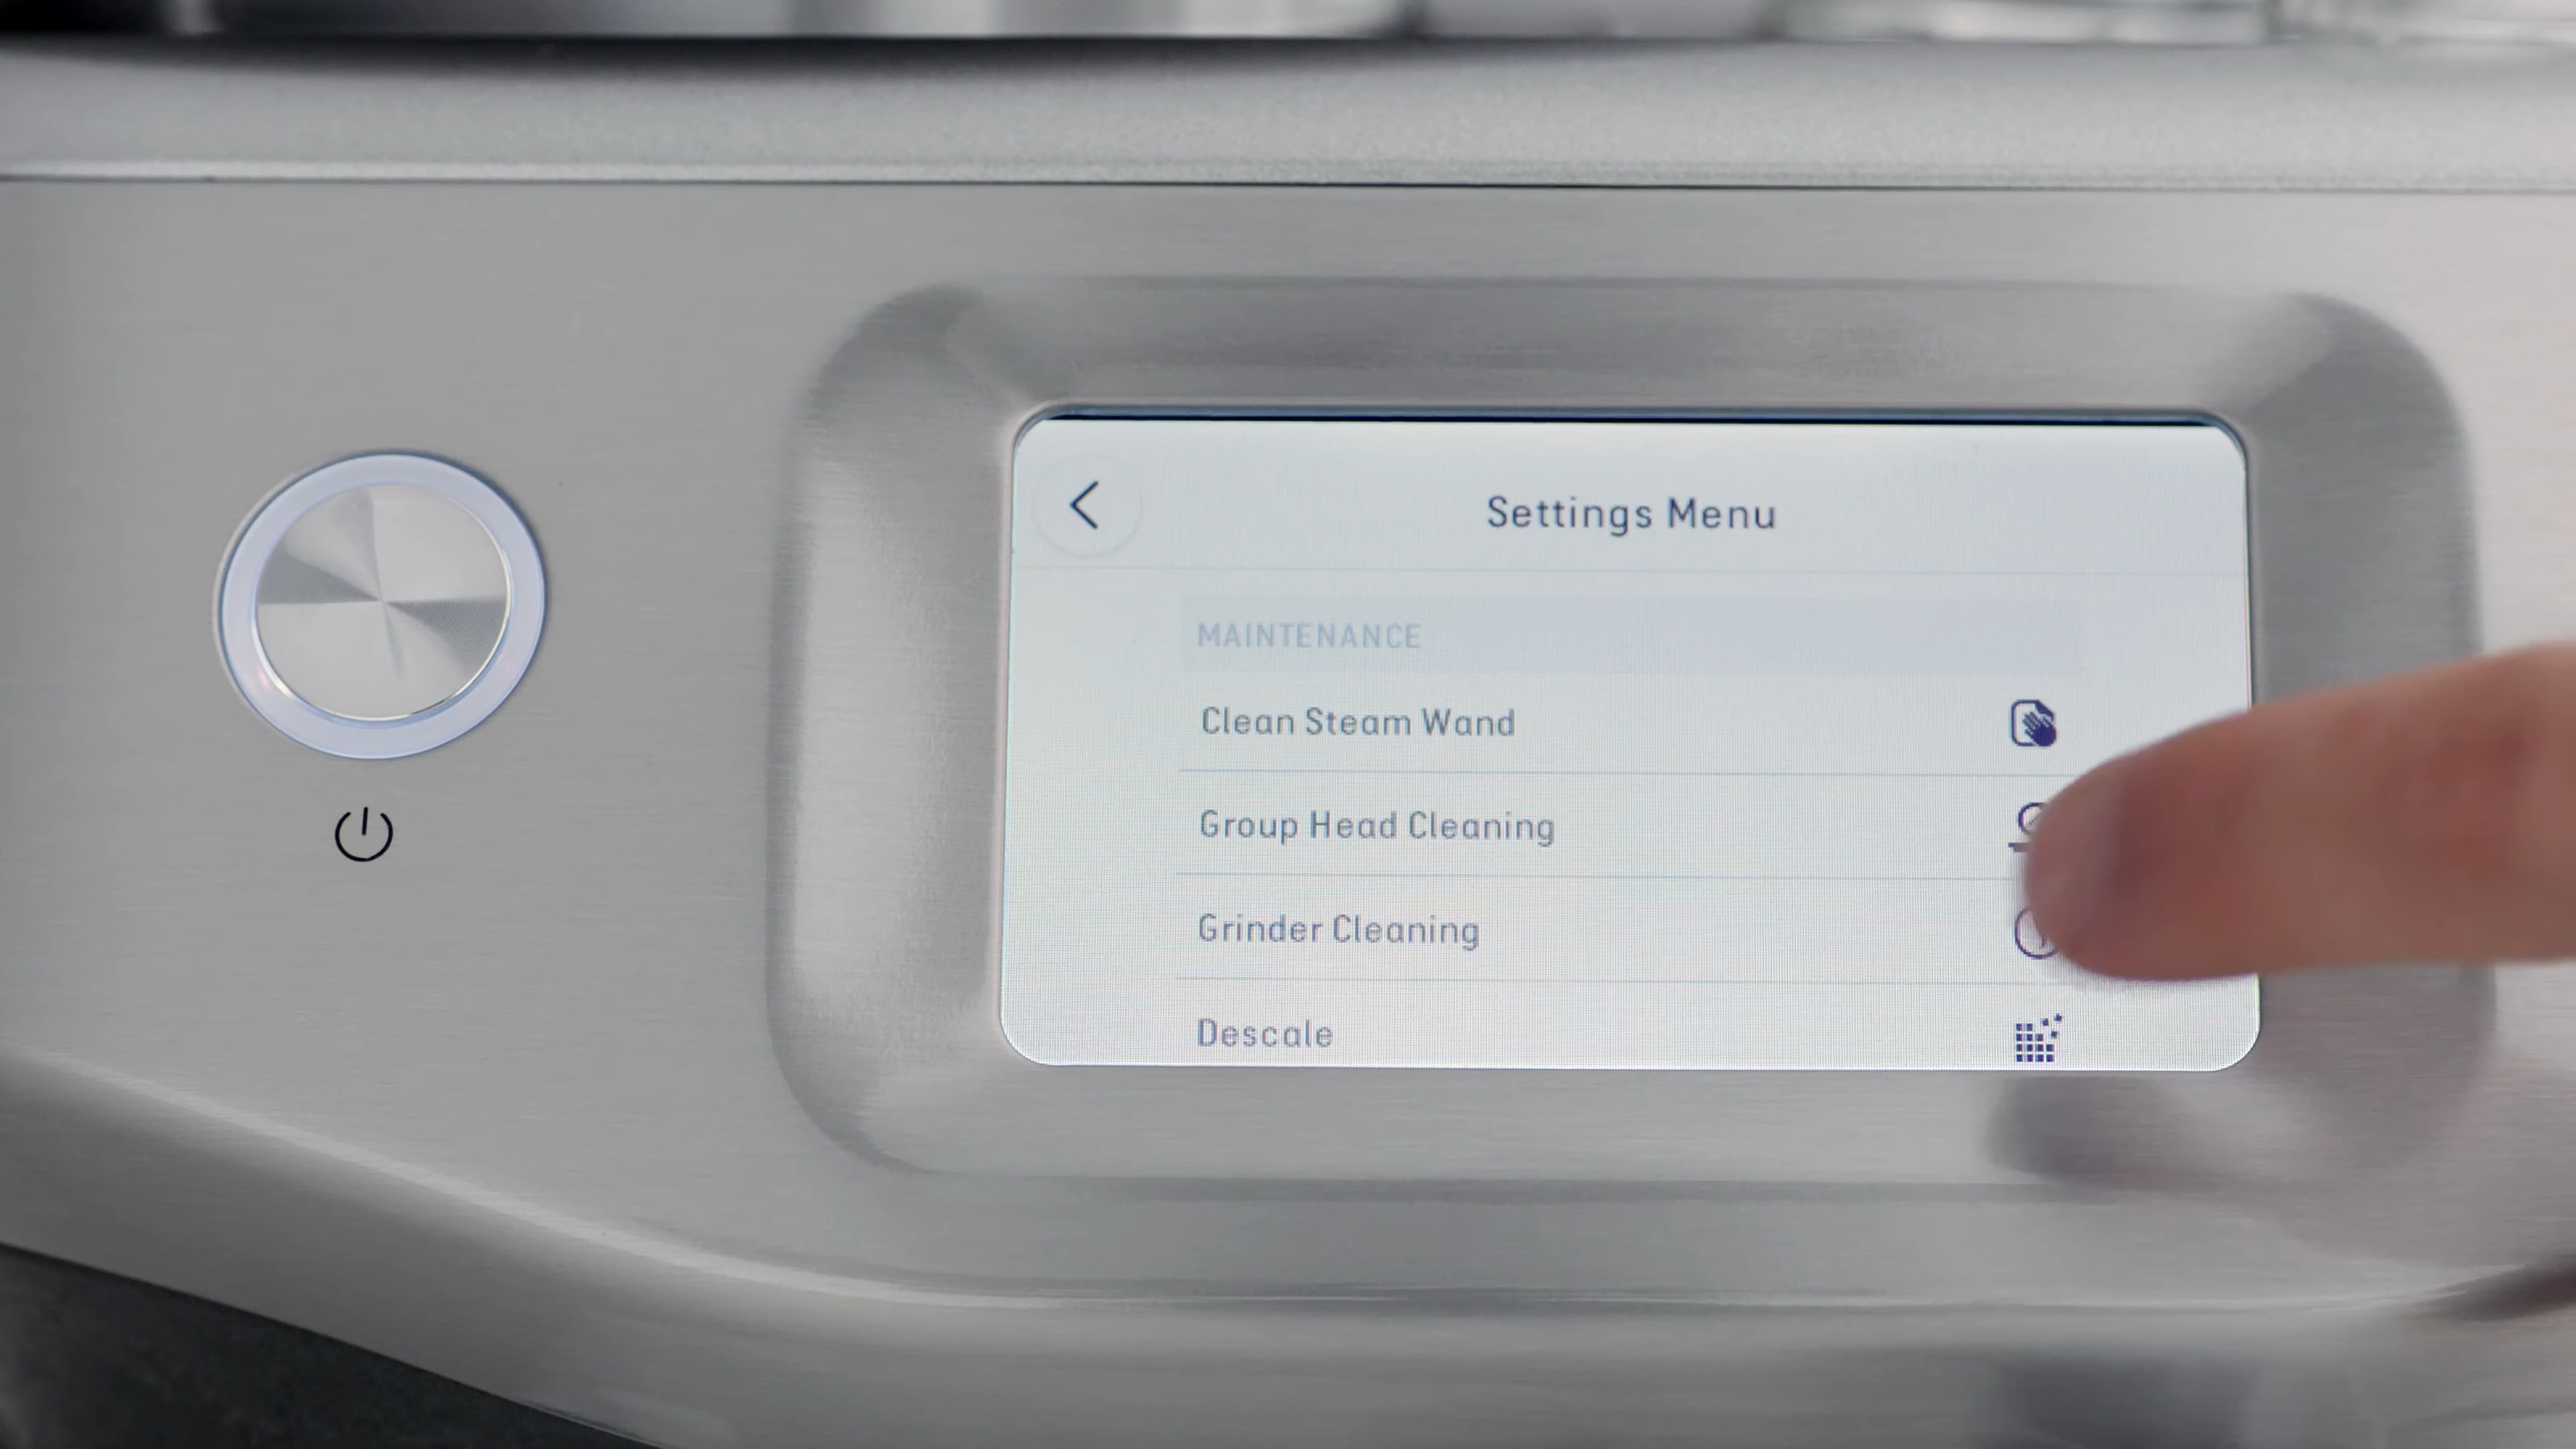 Settings Menu
MAINTENANCE
Clean Steam Wand
Group Head Cleaning
Grinder Cleaning
Descale